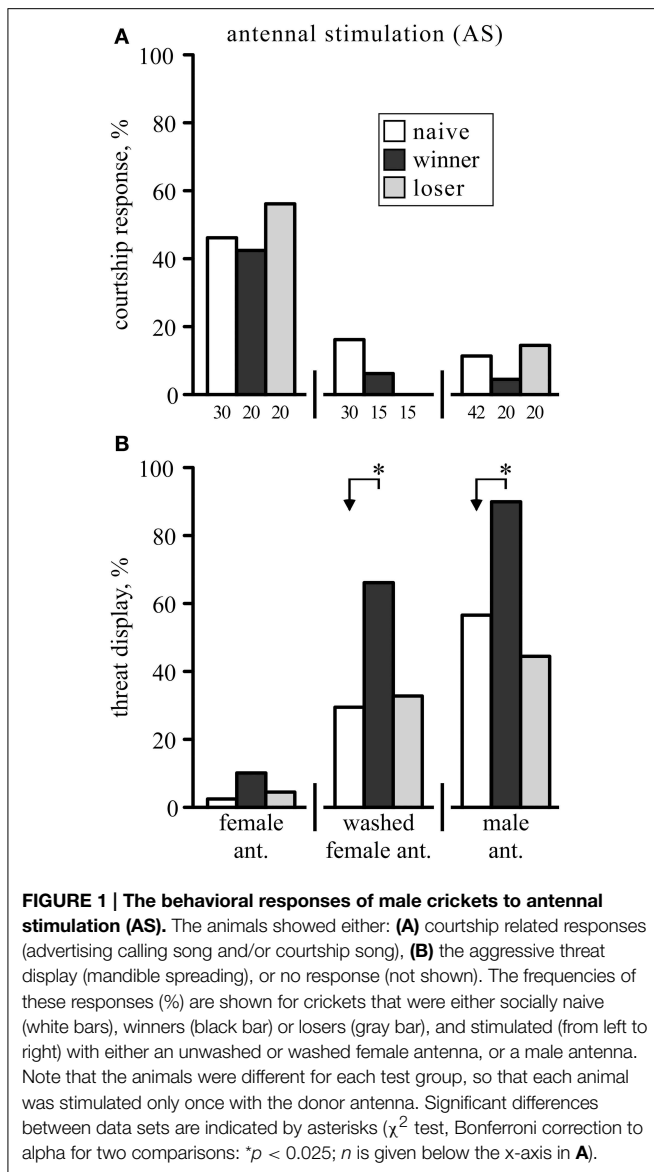 A
antennal stimulation (AS)
100
80
60
40
20
0
courtship response, %
naive
winner
loser
30 20 20 30 15 15 42 20 20
B
100
80
60
40
20
0
threat display, %
* *
female washed male
ant. female ant. ant.
FIGURE 1 | The behavioral responses of male crickets to antennal
stimulation (AS). The animals showed either: (A) courtship related responses
(advertising calling song and/or courtship song), (B) the aggressive threat
display (mandible spreading), or no response (not shown). The frequencies of
these responses (%) are shown for crickets that were either socially naive
(white bars), winners (black bar) or losers (gray bar), and stimulated (from left to
right) with either an unwashed or washed female antenna, or a male antenna.
Note that the animals were different for each test group, so that each animal
was stimulated only once with the donor antenna. Significant differences
between data sets are indicated by asterisks (χ² test, Bonferroni correction to
alpha for two comparisons: *p < 0.025; n is given below the x-axis in A).